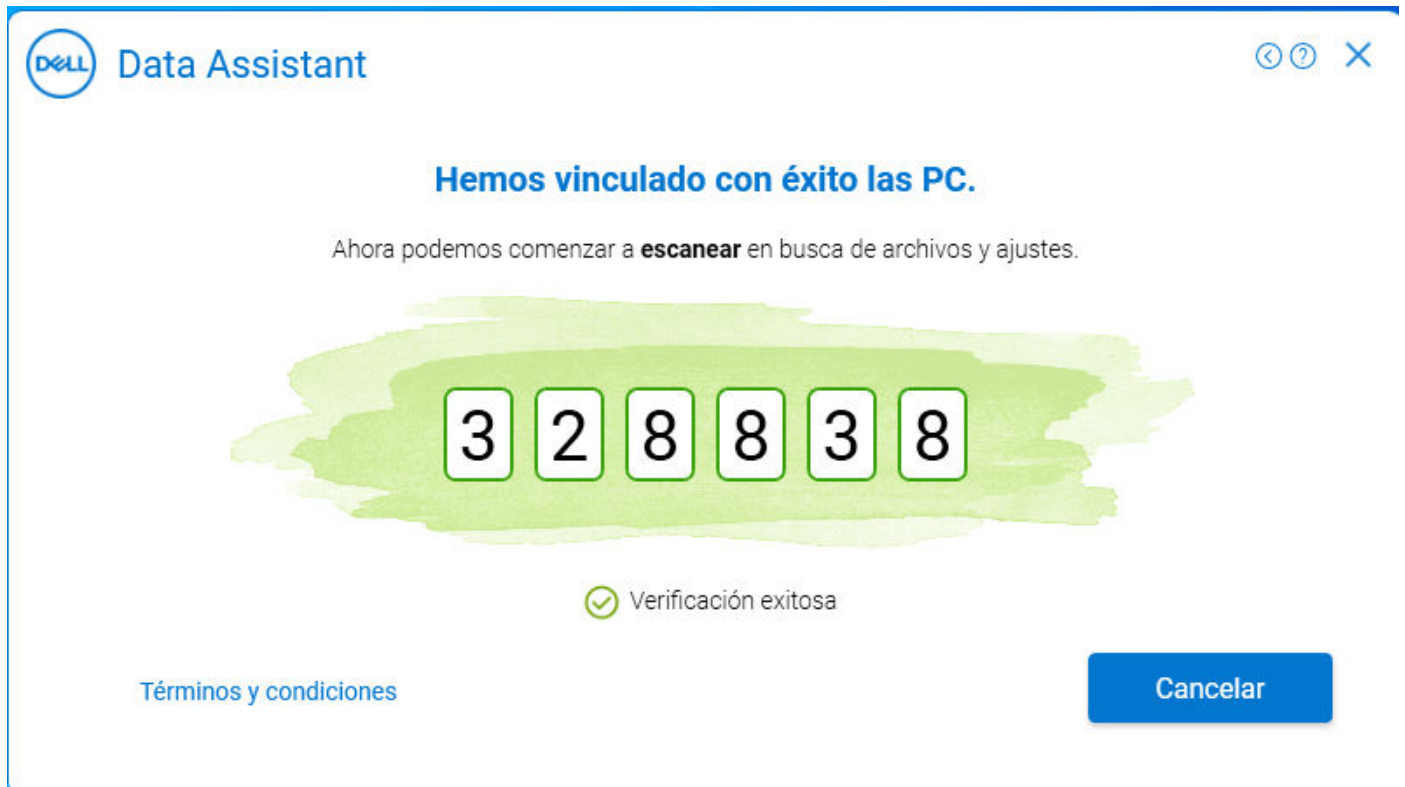 DELL Data Assistant
Hemos vinculado con éxito las PC.
Ahora podemos comenzar a escanear en busca de archivos y ajustes.
3 2 8 8 3 8
Verificación exitosa
Términos y condiciones
Cancelar